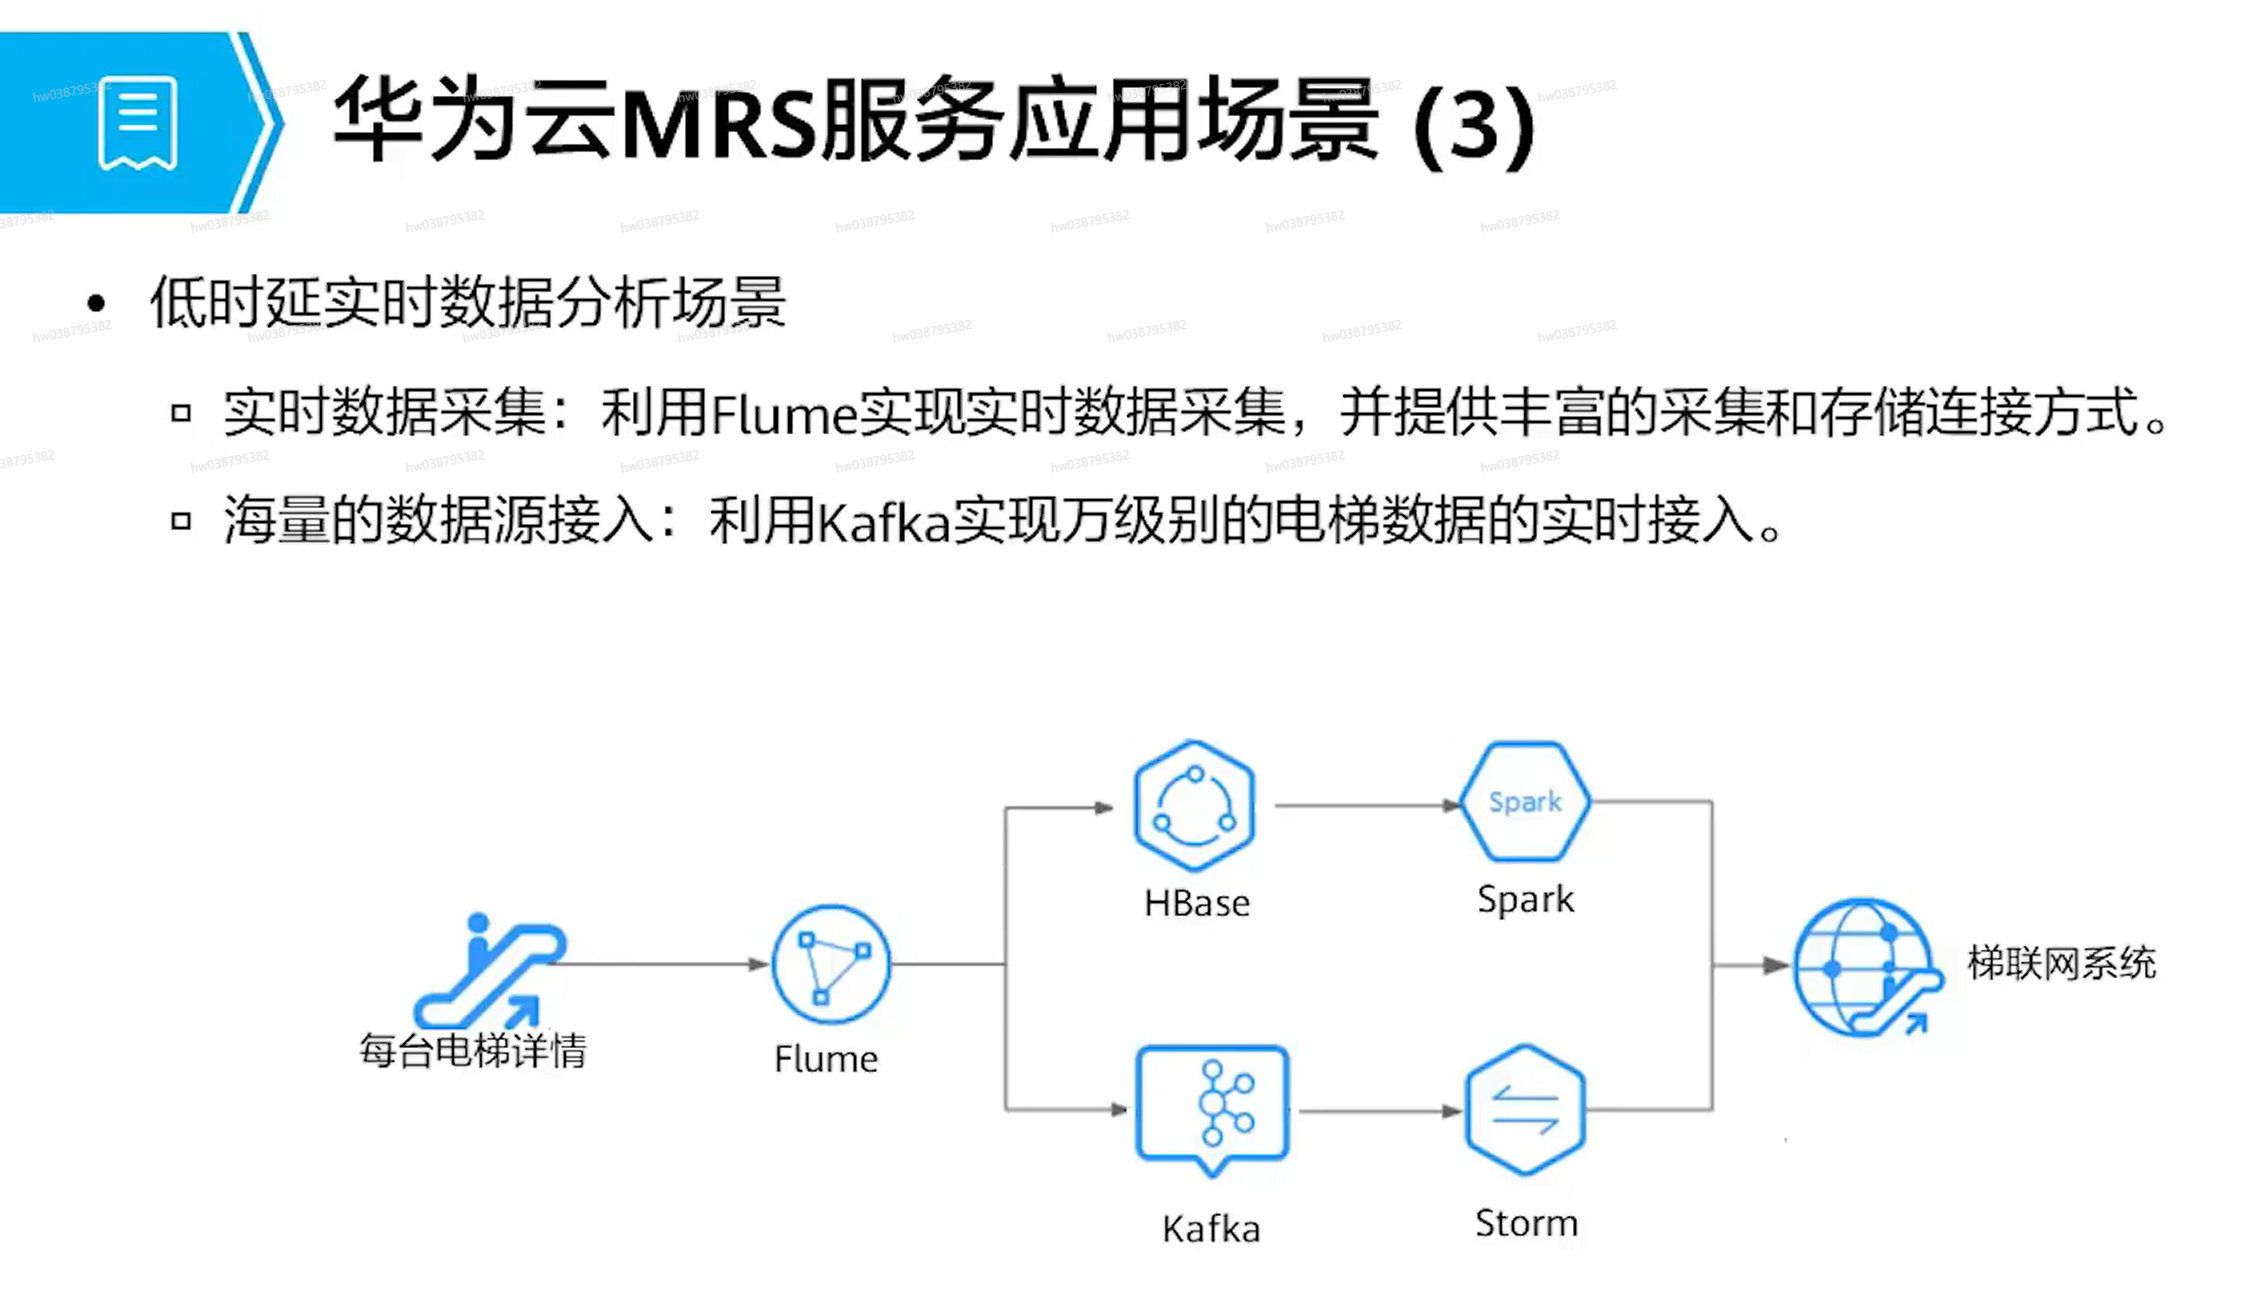 华为云MRS服务应用场景 (3)
• 低时延实时数据分析场景
▫ 实时数据采集：利用Flume实现实时数据采集，并提供丰富的采集和存储连接方式。
▫ 海量的数据源接入：利用Kafka实现万级别的电梯数据的实时接入。
Spark
HBase
Spark
梯联网系统
每台电梯详情
Flume
Kafka
Storm
hw038795382